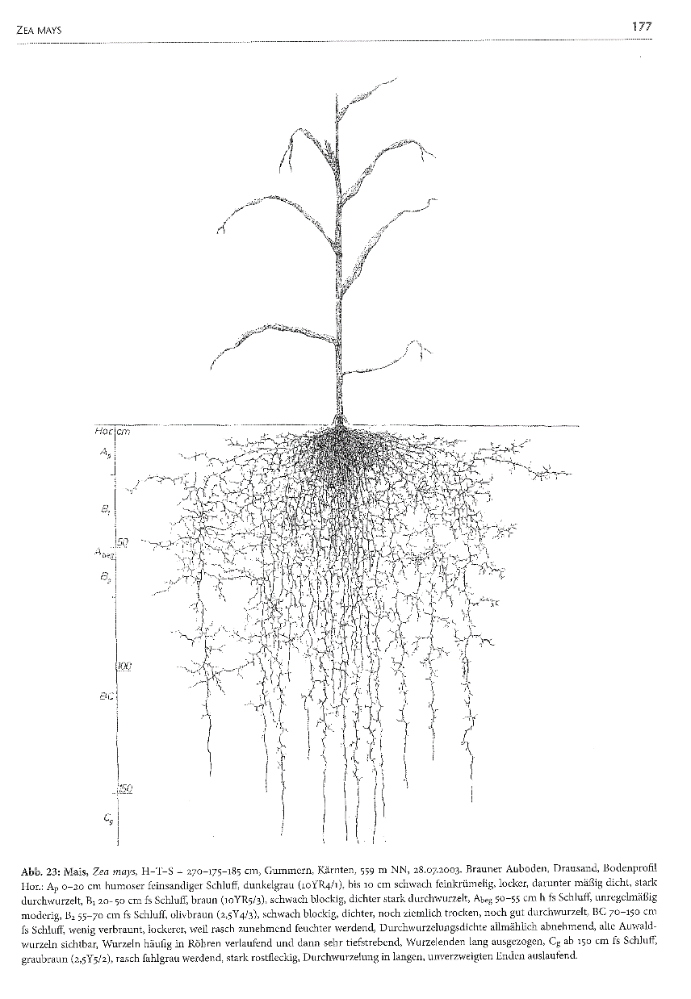 ZEA MAYS
177
Hor. cm
Ap
B1
50
Abeg
B2
100
BC
150
Cg
Abb. 23: Mais, Zea mays, H–T–S = 270–175–185 cm, Gummern, Kärnten, 559 m NN, 28.07.2003. Brauner Auboden, Drausand, Bodenprofil
Hor.: Ap 0–20 cm humoser feinsandiger Schluff, dunkelgrau (10YR4/1), bis 10 cm schwach feinkrümelig, locker, darunter mäßig dicht, stark
durchwurzelt, B1 20–50 cm fs Schluff, braun (10YR5/3), schwach blockig, dichter stark durchwurzelt, Abeg 50–55 cm h fs Schluff, unregelmäßig
moderig, B2 55–70 cm fs Schluff, olivbraun (2,5Y4/3), schwach blockig, dichter, noch ziemlich trocken, noch gut durchwurzelt, BC 70–150 cm
fs Schluff, wenig verbraunt, lockerer, weil rasch zunehmend feuchter werdend, Durchwurzelungsdichte allmählich abnehmend, alte Auwald-
wurzeln sichtbar, Wurzeln häufig in Röhren verlaufend und dann sehr tiefstrebend, Wurzelenden lang ausgezogen, Cg ab 150 cm fs Schluff,
graubraun (2,5Y5/2), rasch fahlgrau werdend, stark rostfleckig, Durchwurzelung in langen, unverzweigten Enden auslaufend.